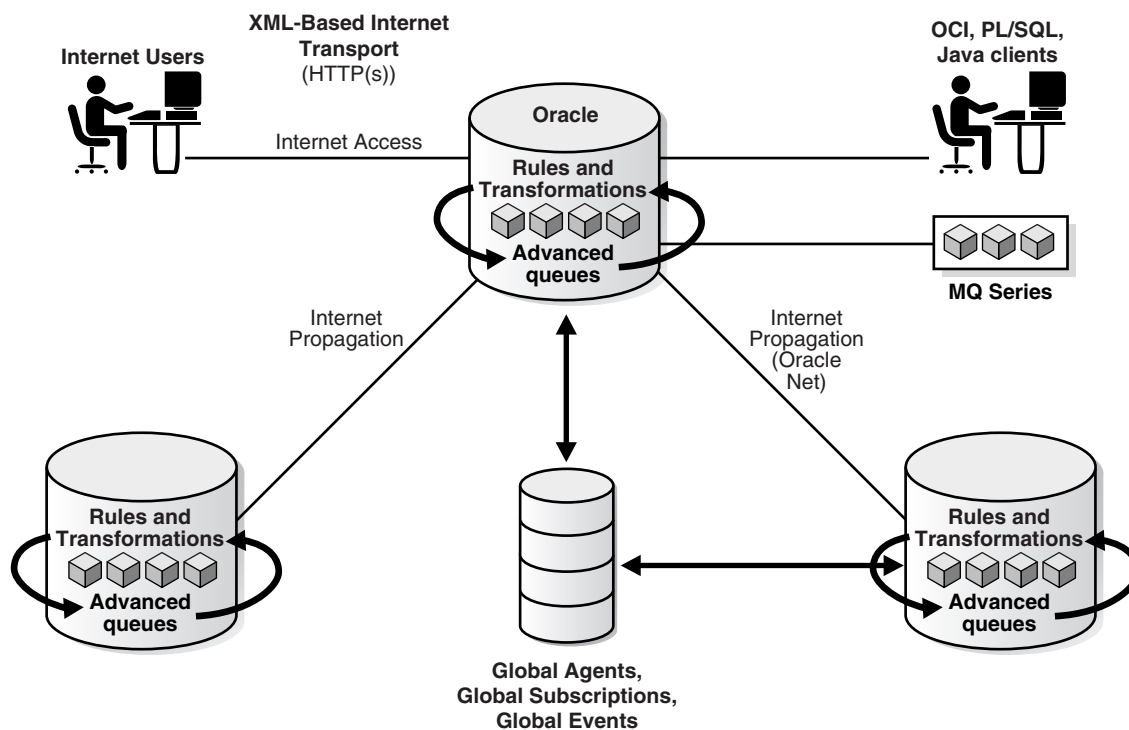 XML-Based Internet
Transport
(HTTP(s))
Internet Users
OCI, PL/SQL,
Java clients
Oracle
Internet Access
Rules and
Transformations
Advanced
queues
MQ Series
Internet
Propagation
Internet
Propagation
(Oracle
Net)
Rules and
Transformations
Advanced
queues
Rules and
Transformations
Advanced
queues
Global Agents,
Global Subscriptions,
Global Events